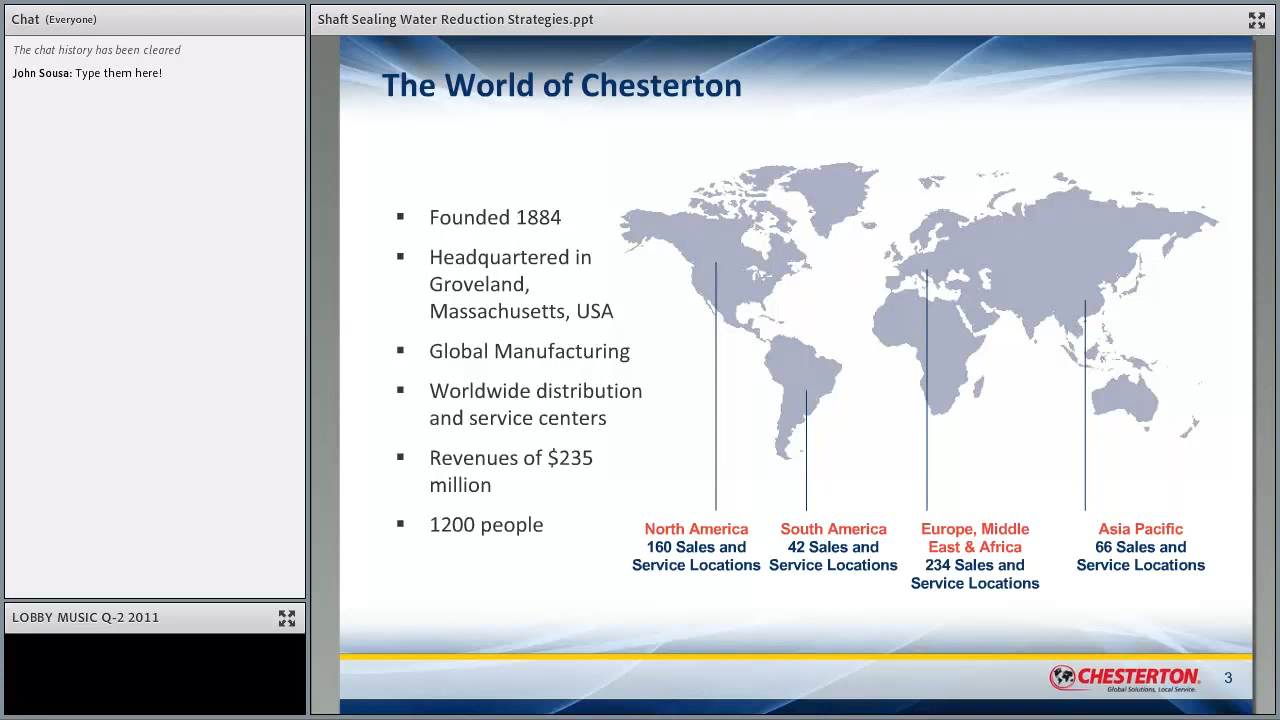 Chat (Everyone)
The chat history has been cleared
John Sousa: Type them here!
LOBBY MUSIC Q-2 2011
Shaft Sealing Water Reduction Strategies.ppt
The World of Chesterton
▪ Founded 1884
▪ Headquartered in
Groveland,
Massachusetts, USA
▪ Global Manufacturing
▪ Worldwide distribution
and service centers
▪ Revenues of $235
million
▪ 1200 people
North America
160 Sales and
Service Locations
South America
42 Sales and
Service Locations
Europe, Middle
East & Africa
234 Sales and
Service Locations
Asia Pacific
66 Sales and
Service Locations
CHESTERTON
Global Solutions, Local Service.
3